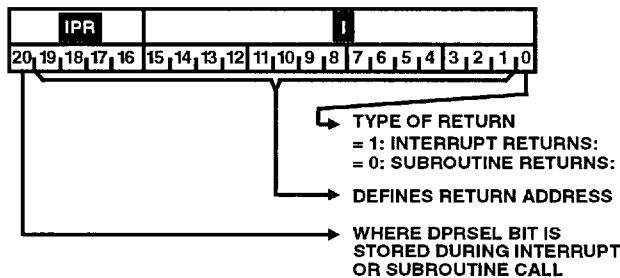 IPR I
20 19 18 17 16 15 14 13 12 11 10 9 8 7 6 5 4 3 2 1 0
TYPE OF RETURN
= 1: INTERRUPT RETURNS:
= 0: SUBROUTINE RETURNS:
DEFINES RETURN ADDRESS
WHERE DPRSEL BIT IS
STORED DURING INTERRUPT
OR SUBROUTINE CALL